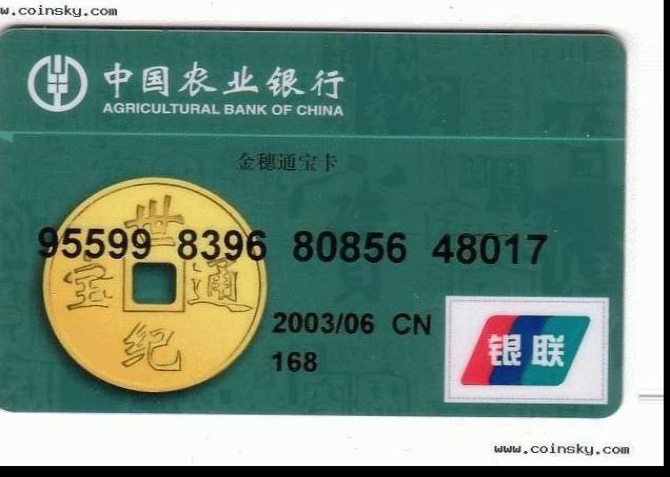 w.coinsky.com
中国农业银行
AGRICULTURAL BANK OF CHINA
金穗通宝卡
世
95599 8396 80856 48017
宝 通
纪
2003/06 CN
168
银联
www.coinsky.com